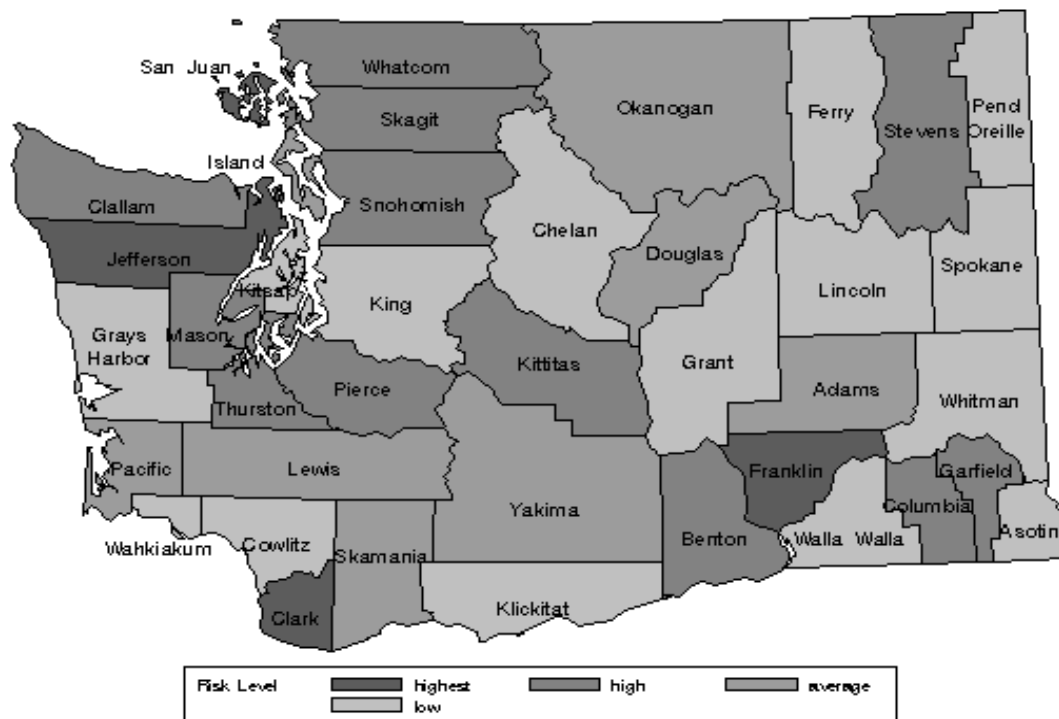 San Juan
Whatcom
Okanogan
Ferry
Stevens
Pend
Oreille
Skagit
Island
Clallam
Snohomish
Chelan
Douglas
Spokane
Jefferson
Kitsap
King
Lincoln
Grays
Harbor
Mason
Kittitas
Grant
Adams
Pierce
Thurston
Whitman
Pacific
Lewis
Franklin
Garfield
Yakima
Columbia
Wahkiakum
Cowlitz
Skamania
Benton
Walla Walla
Asotin
Clark
Klickitat
Risk Level highest high average
low